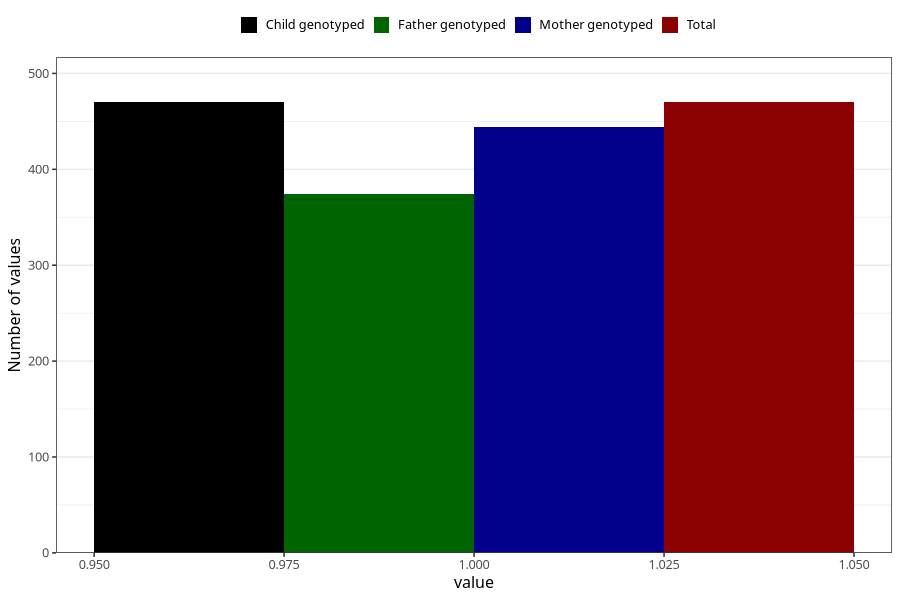 Child genotyped Father genotyped Mother genotyped Total
500
400
300
200
100
0
Number of values
0.950 0.975 1.000 1.025 1.050
value